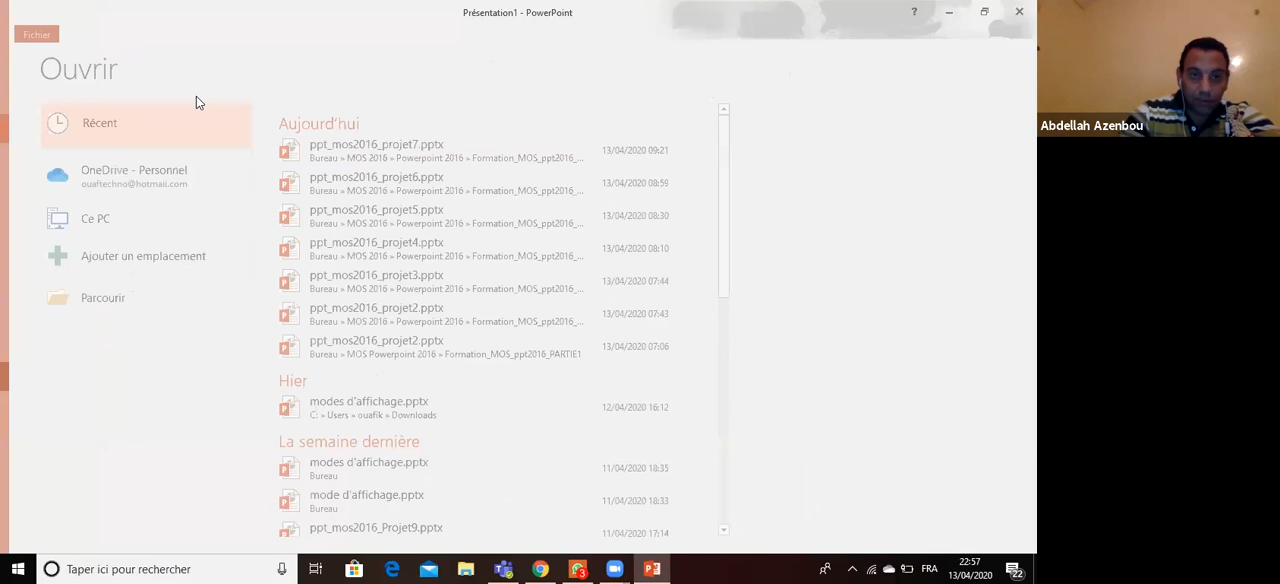 Présentation1 - PowerPoint
?
Fichier
Ouvrir
Récent
OneDrive - Personnel
ouaftechno@hotmail.com
Ce PC
Ajouter un emplacement
Parcourir
Aujourd'hui
ppt_mos2016_projet7.pptx
Bureau » MOS 2016 » Powerpoint 2016 » Formation_MOS_ppt2016_...
13/04/2020 09:21
ppt_mos2016_projet6.pptx
Bureau » MOS 2016 » Powerpoint 2016 » Formation_MOS_ppt2016_...
13/04/2020 08:59
ppt_mos2016_projet5.pptx
Bureau » MOS 2016 » Powerpoint 2016 » Formation_MOS_ppt2016_...
13/04/2020 08:30
ppt_mos2016_projet4.pptx
Bureau » MOS 2016 » Powerpoint 2016 » Formation_MOS_ppt2016_...
13/04/2020 08:10
ppt_mos2016_projet3.pptx
Bureau » MOS 2016 » Powerpoint 2016 » Formation_MOS_ppt2016_...
13/04/2020 07:44
ppt_mos2016_projet2.pptx
Bureau » MOS 2016 » Powerpoint 2016 » Formation_MOS_ppt2016_...
13/04/2020 07:43
ppt_mos2016_projet2.pptx
Bureau » MOS Powerpoint 2016 » Formation_MOS_ppt2016_PARTIE1
13/04/2020 07:06
Hier
modes d'affichage.pptx
C: » Users » ouafik » Downloads
12/04/2020 16:12
La semaine dernière
modes d'affichage.pptx
Bureau
11/04/2020 18:35
mode d'affichage.pptx
Bureau
11/04/2020 18:33
ppt_mos2016_Projet9.pptx
11/04/2020 17:14
Abdellah Azenbou
Taper ici pour rechercher
3
FRA
22:57
13/04/2020
22